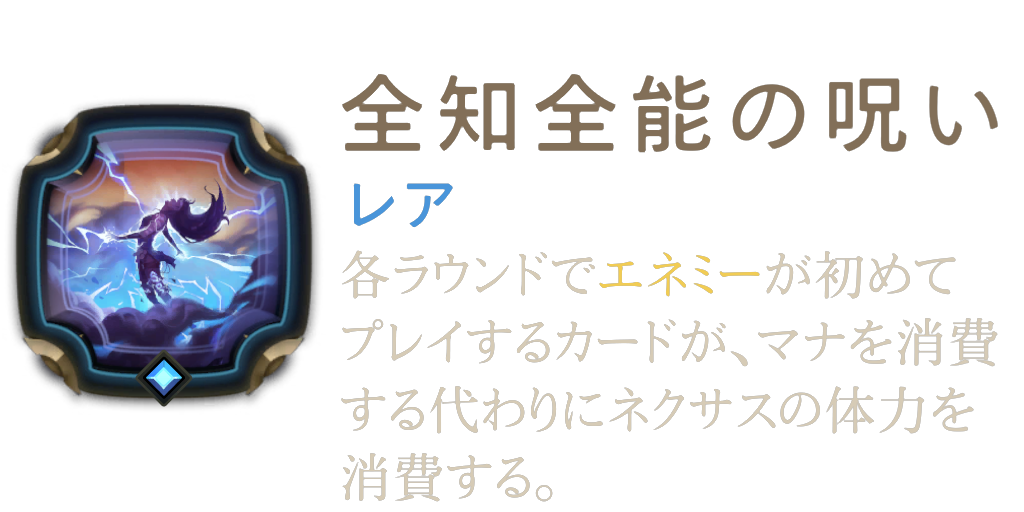 全知全能の呪い
レア
各ラウンドでエネミーが初めて
プレイするカードが、マナを消費
する代わりにネクサスの体力を
消費する。